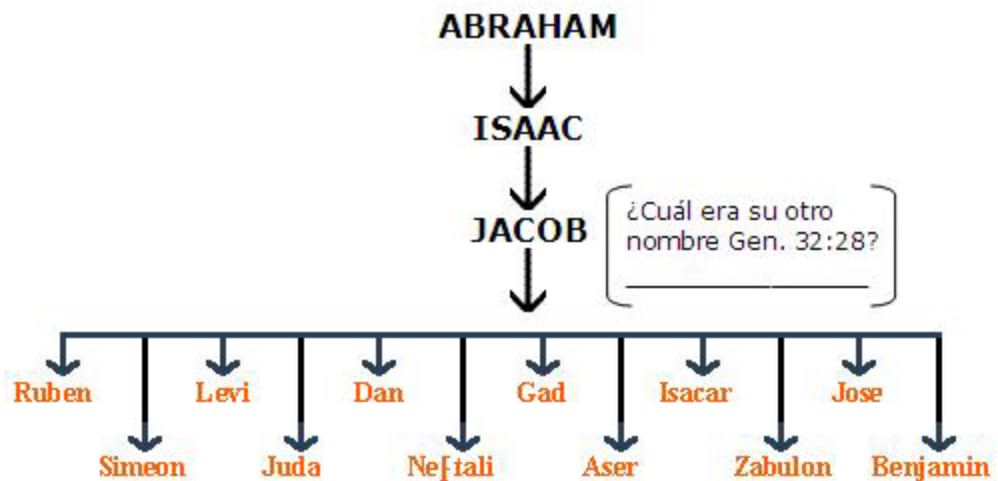 ABRAHAM
ISAAC
JACOB
¿Cuál era su otro
nombre Gen. 32:28?
Ruben Levi Dan Gad Isacar Jose
Simeon Juda Neftali Aser Zabulon Benjamin